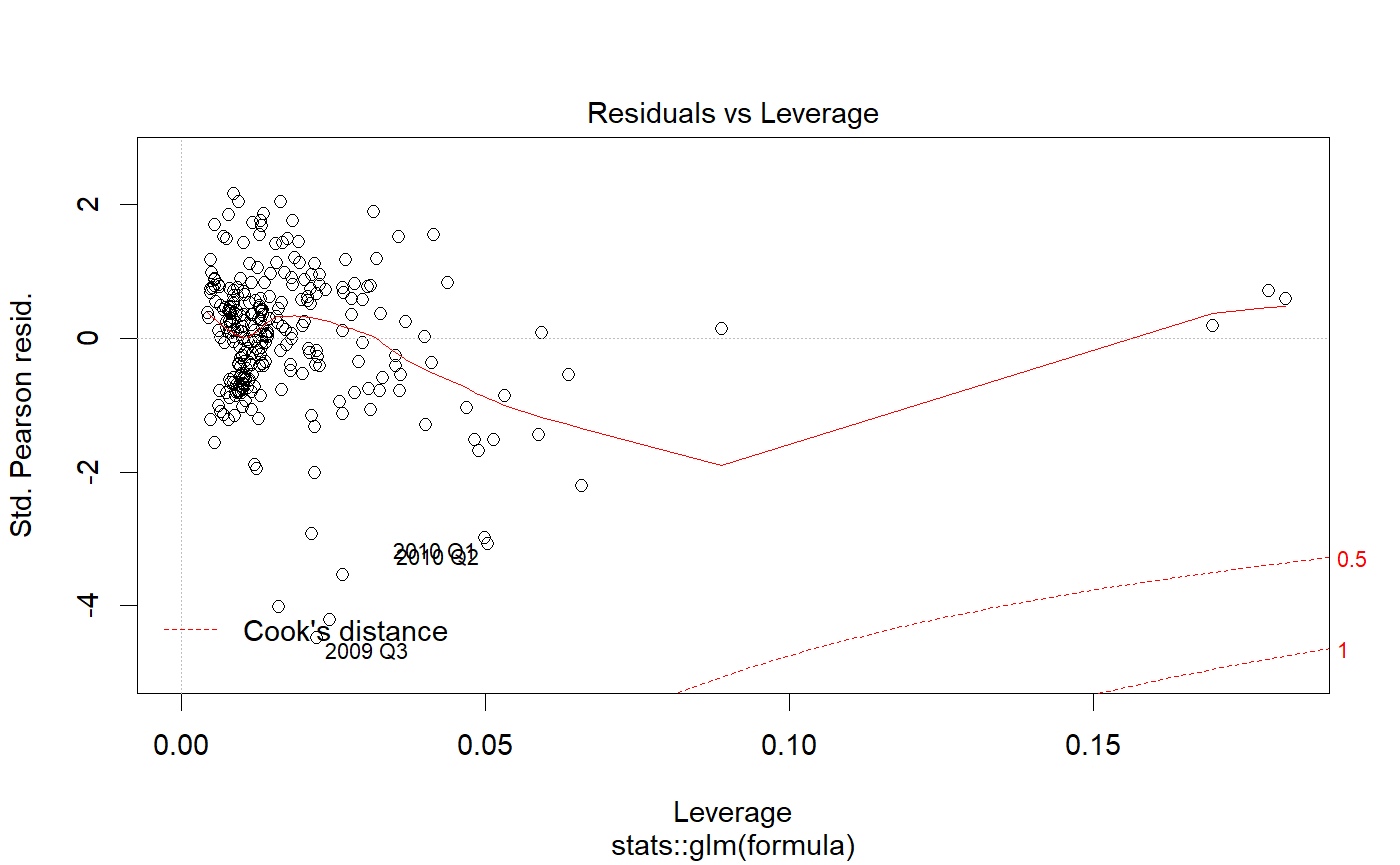 Residuals vs Leverage
Std. Pearson resid.
2
0
-2
-4
2010 Q1
2010 Q2
2009 Q3
Cook's distance
0.5
1
0.00
0.05
0.10
0.15
Leverage
stats::glm(formula)